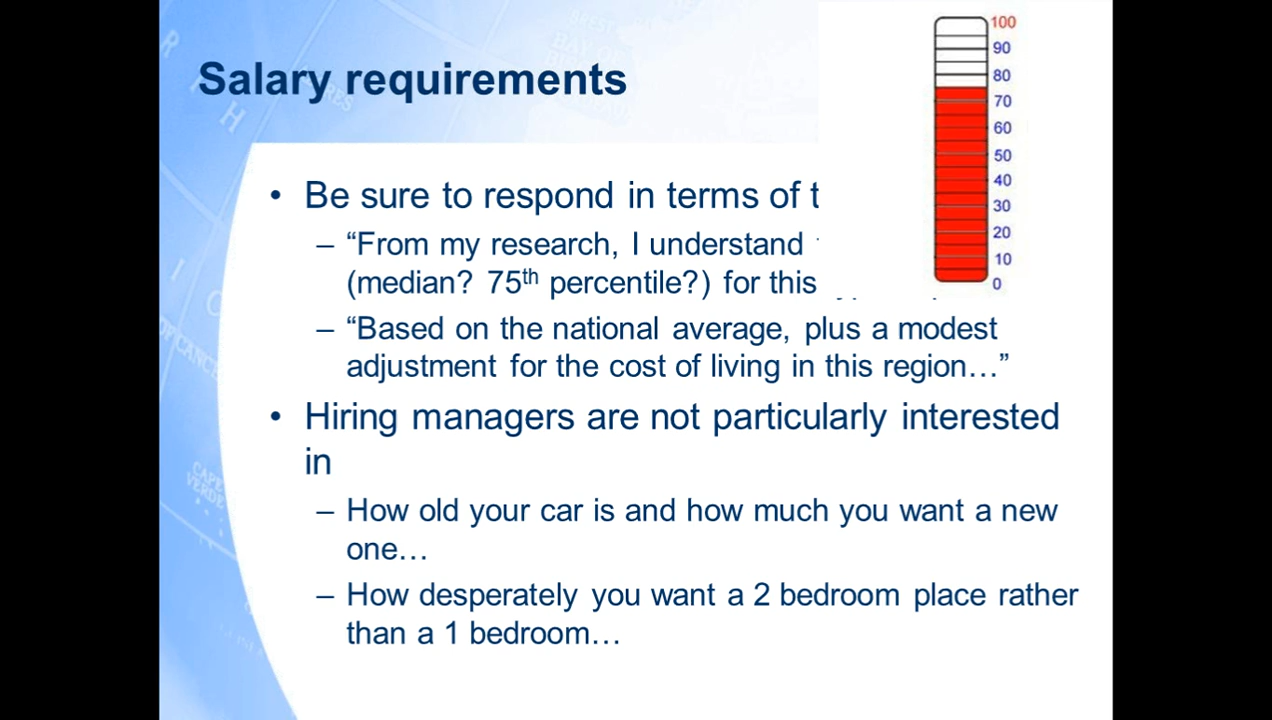 Salary requirements
• Be sure to respond in terms of
– “From my research, I understand
(median? 75th percentile?) for this
– “Based on the national average, plus a modest
adjustment for the cost of living in this region…”
• Hiring managers are not particularly interested
in
– How old your car is and how much you want a new
one…
– How desperately you want a 2 bedroom place rather
than a 1 bedroom…
100
90
80
70
60
50
40
30
20
10
0
CAPE
VERDE